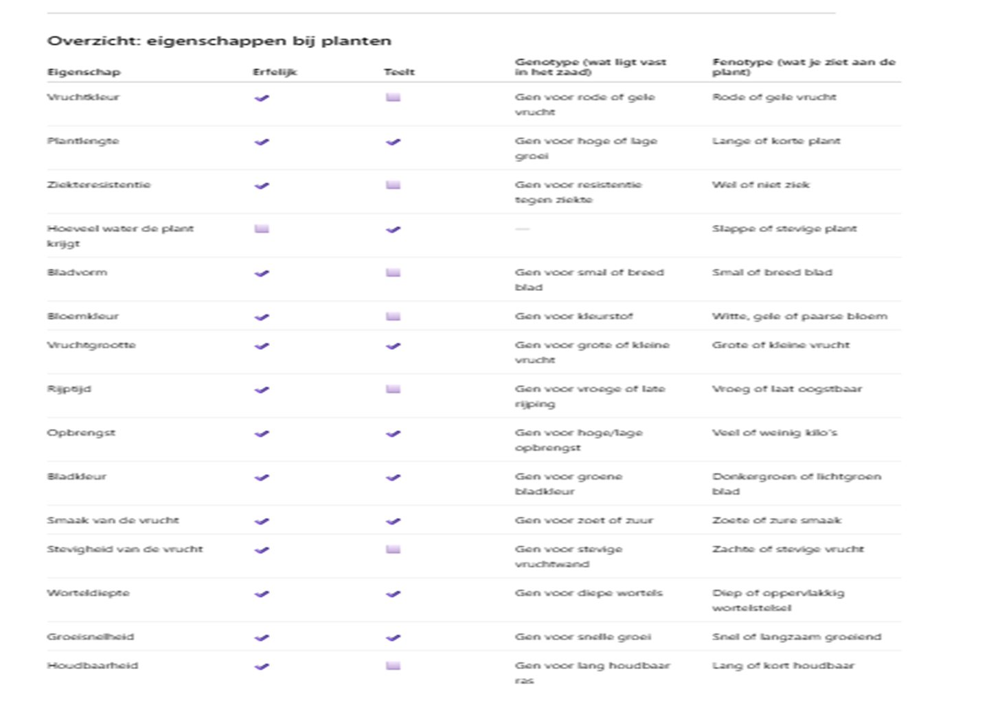 Overzicht: eigenschappen bij planten
Eigenschap Erfelijk Teelt Genotype (wat ligt vast in het zaad) Fenotype (wat je ziet aan de plant)
Vruchtkleur ✔ Gen voor rode of gele vrucht Rode of gele vrucht
Plantlengte ✔ ✔ Gen voor hoge of lage groei Lange of korte plant
Ziekteresistentie ✔ Gen voor resistentie tegen ziekte Wel of niet ziek
Hoeveel water de plant krijgt ✔ — Slappe of stevige plant
Bladvorm ✔ Gen voor smal of breed blad Smal of breed blad
Bloemkleur ✔ Gen voor kleurstof Witte, gele of paarse bloem
Vruchtgrootte ✔ ✔ Gen voor grote of kleine vrucht Grote of kleine vrucht
Rijptijd ✔ Gen voor vroege of late rijping Vroeg of laat oogstbaar
Opbrengst ✔ ✔ Gen voor hoge/lage opbrengst Veel of weinig kilo's
Bladkleur ✔ ✔ Gen voor groene bladkleur Donkergroen of lichtgroen blad
Smaak van de vrucht ✔ ✔ Gen voor zoet of zuur Zoete of zure smaak
Stevigheid van de vrucht ✔ Gen voor stevige vruchtwand Zachte of stevige vrucht
Worteldiepte ✔ ✔ Gen voor diepe wortels Diep of oppervlakkig wortelstelsel
Groeisnelheid ✔ ✔ Gen voor snelle groei Snel of langzaam groeiend
Houdbaarheid ✔ Gen voor lang houdbaar ras Lang of kort houdbaar